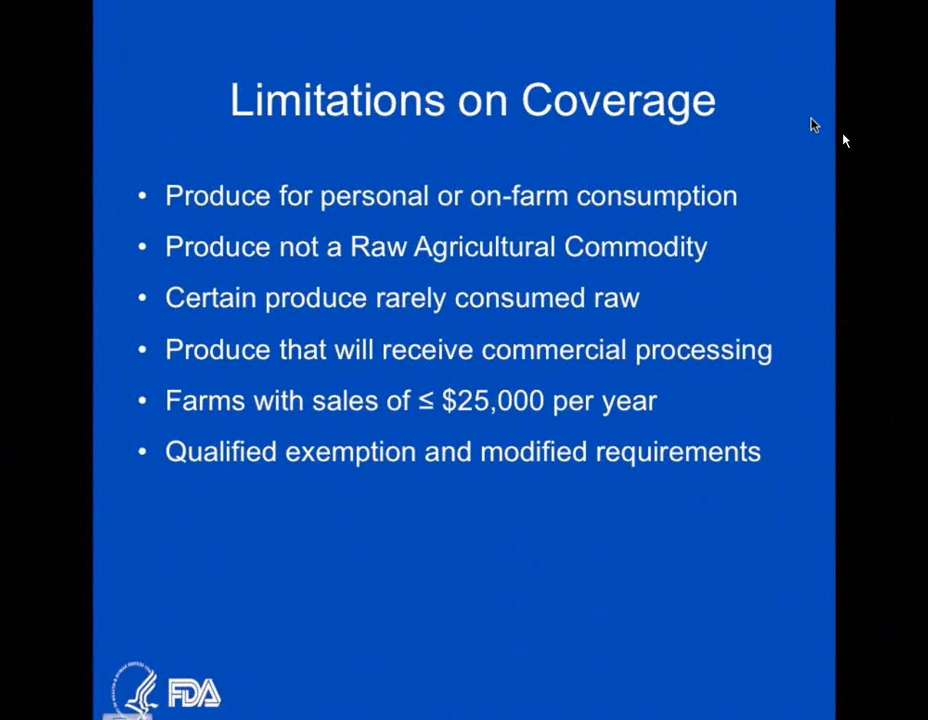 Limitations on Coverage
• Produce for personal or on-farm consumption
• Produce not a Raw Agricultural Commodity
• Certain produce rarely consumed raw
• Produce that will receive commercial processing
• Farms with sales of ≤ $25,000 per year
• Qualified exemption and modified requirements
FDA